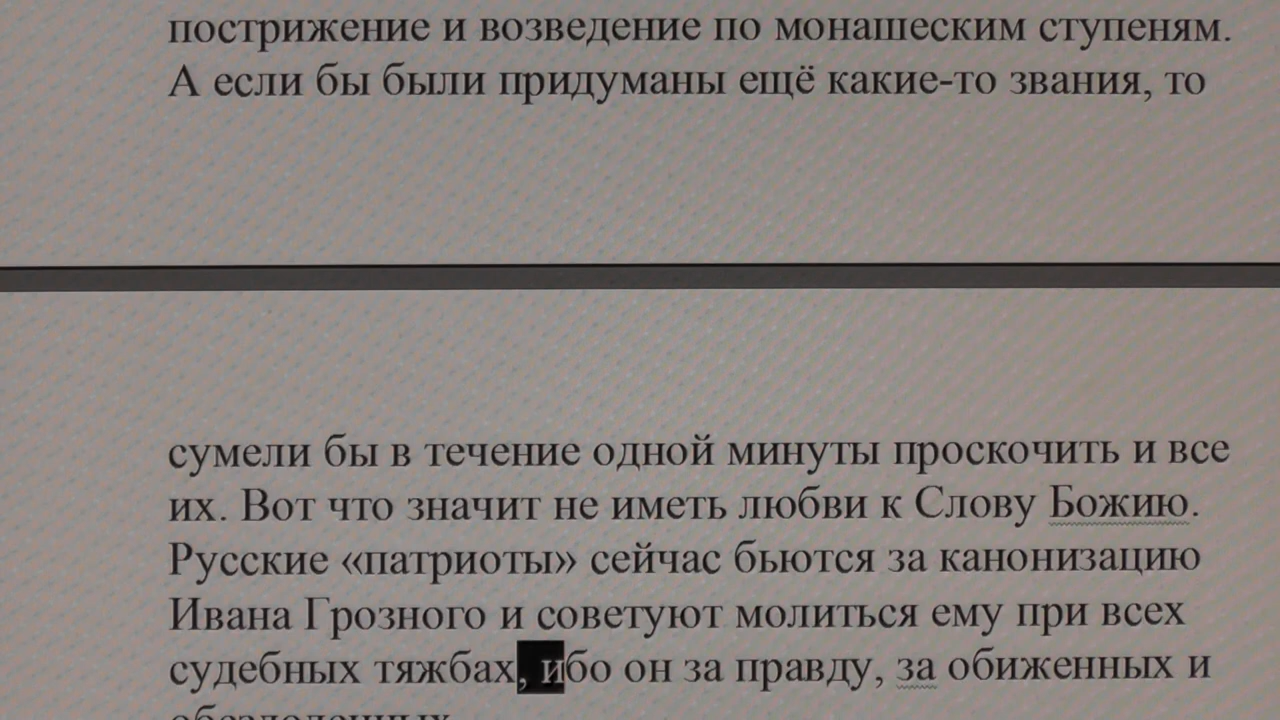 пострижение и возведение по монашеским ступеням.
А если бы были придуманы ещё какие-то звания, то
сумели бы в течение одной минуты проскочить и все
их. Вот что значит не иметь любви к Слову Божию.
Русские «патриоты» сейчас бьются за канонизацию
Ивана Грозного и советуют молиться ему при всех
судебных тяжбах, ибо он за правду, за обиженных и